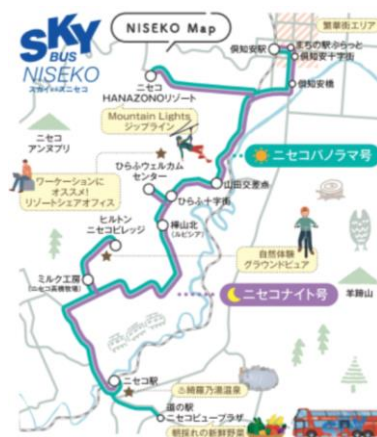 SKY
BUS
NISEKO
スカイバスニセコ
NISEKO Map
繁華街エリア
倶知安駅
まちの駅ぷらっと
倶知安十字街
ニセコ
HANAZONOリゾート
倶知安橋
Mountain Lights
ジップライン
ニセコ
アンヌプリ
ニセコパノラマ号
ひらふウェルカム
センター
山田交差点
ワーケーションに
オススメ!
リゾートシェアオフィス
ひらふ十字街
ヒルトン
ニセコビレッジ
樺山北
(ルピシア)
自然体験
グラウンドピュア
ミルク工房
(ニセコ高橋牧場)
ニセコナイト号
羊蹄山
ニセコ駅
綺羅乃湯温泉
道の駅
ニセコビュープラザ
朝採れの新鮮野菜